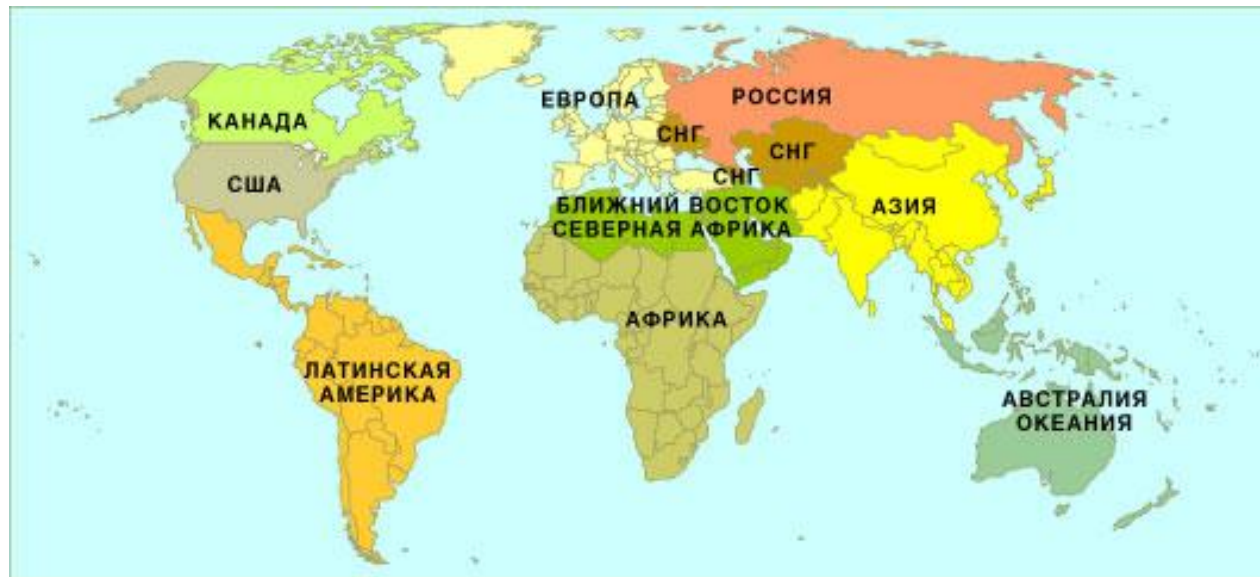 ЕВРОПА
РОССИЯ
КАНАДА
СНГ
СНГ
США
СНГ
БЛИЖНИЙ ВОСТОК
СЕВЕРНАЯ АФРИКА
АЗИЯ
АФРИКА
ЛАТИНСКАЯ
АМЕРИКА
АВСТРАЛИЯ
ОКЕАНИЯ